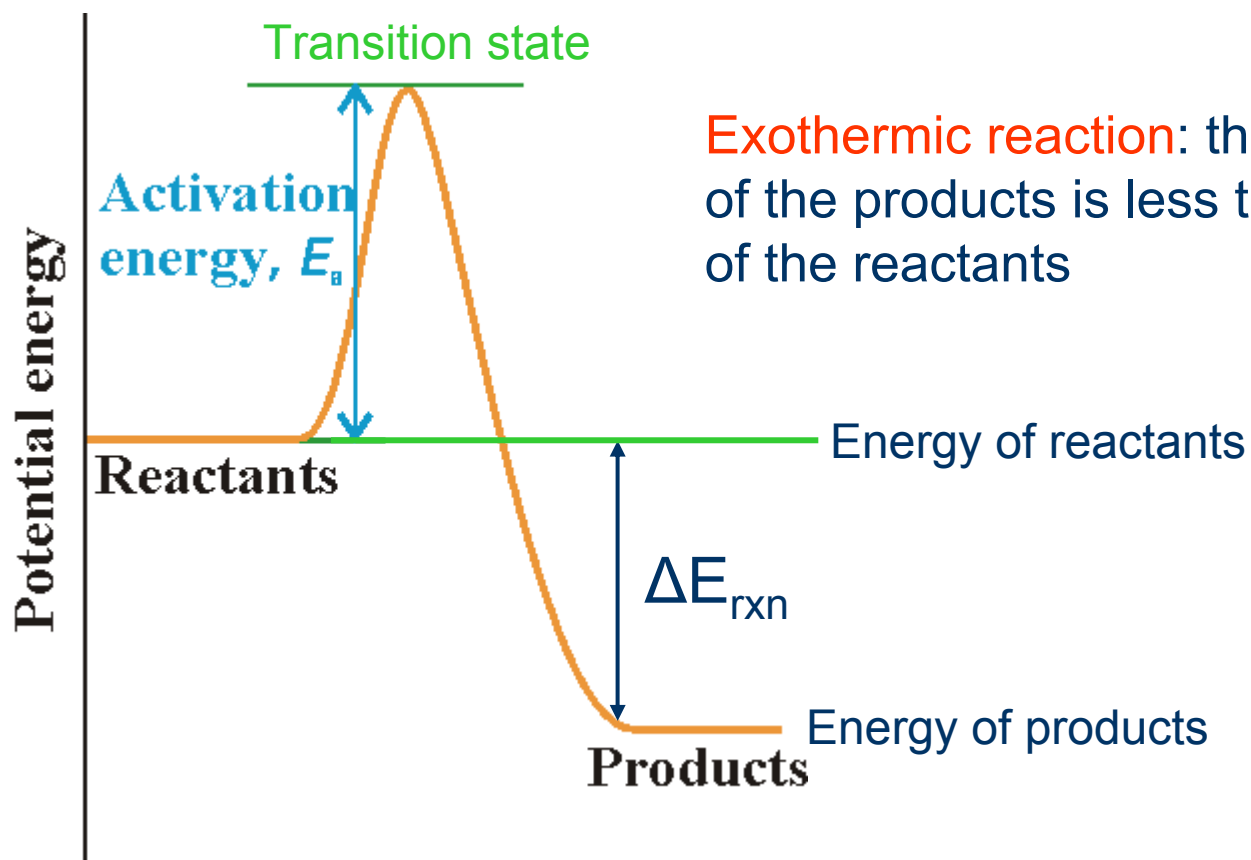 Transition state
Exothermic reaction: th
of the products is less t
of the reactants
Activation
energy, Eₐ
Potential energy
Reactants
Energy of reactants
ΔErxn
Energy of products
Products